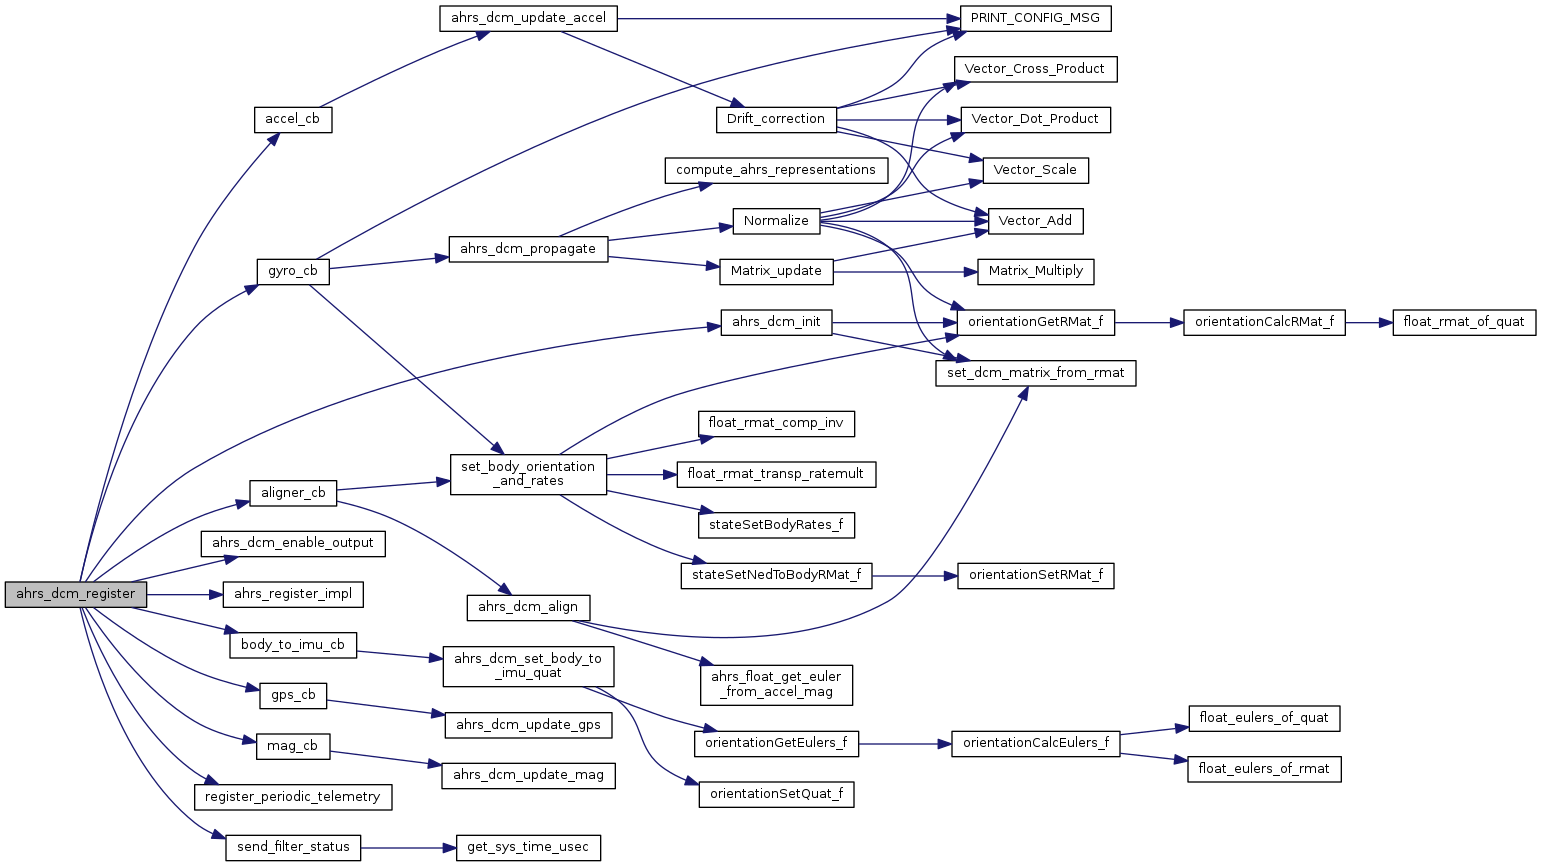 ahrs_dcm_register
accel_cb
gyro_cb
aligner_cb
ahrs_dcm_enable_output
ahrs_register_impl
body_to_imu_cb
gps_cb
mag_cb
register_periodic_telemetry
send_filter_status
ahrs_dcm_update_accel
ahrs_dcm_propagate
set_body_orientation
_and_rates
ahrs_dcm_align
ahrs_dcm_set_body_to
_imu_quat
ahrs_dcm_update_gps
ahrs_dcm_update_mag
get_sys_time_usec
Drift_correction
compute_ahrs_representations
Normalize
Matrix_update
ahrs_dcm_init
float_rmat_comp_inv
float_rmat_transp_ratemult
stateSetBodyRates_f
stateSetNedToBodyRMat_f
ahrs_float_get_euler
_from_accel_mag
orientationGetEulers_f
orientationSetQuat_f
PRINT_CONFIG_MSG
Vector_Cross_Product
Vector_Dot_Product
Vector_Scale
Vector_Add
Matrix_Multiply
orientationGetRMat_f
set_dcm_matrix_from_rmat
orientationSetRMat_f
orientationCalcEulers_f
orientationCalcRMat_f
float_eulers_of_quat
float_eulers_of_rmat
float_rmat_of_quat